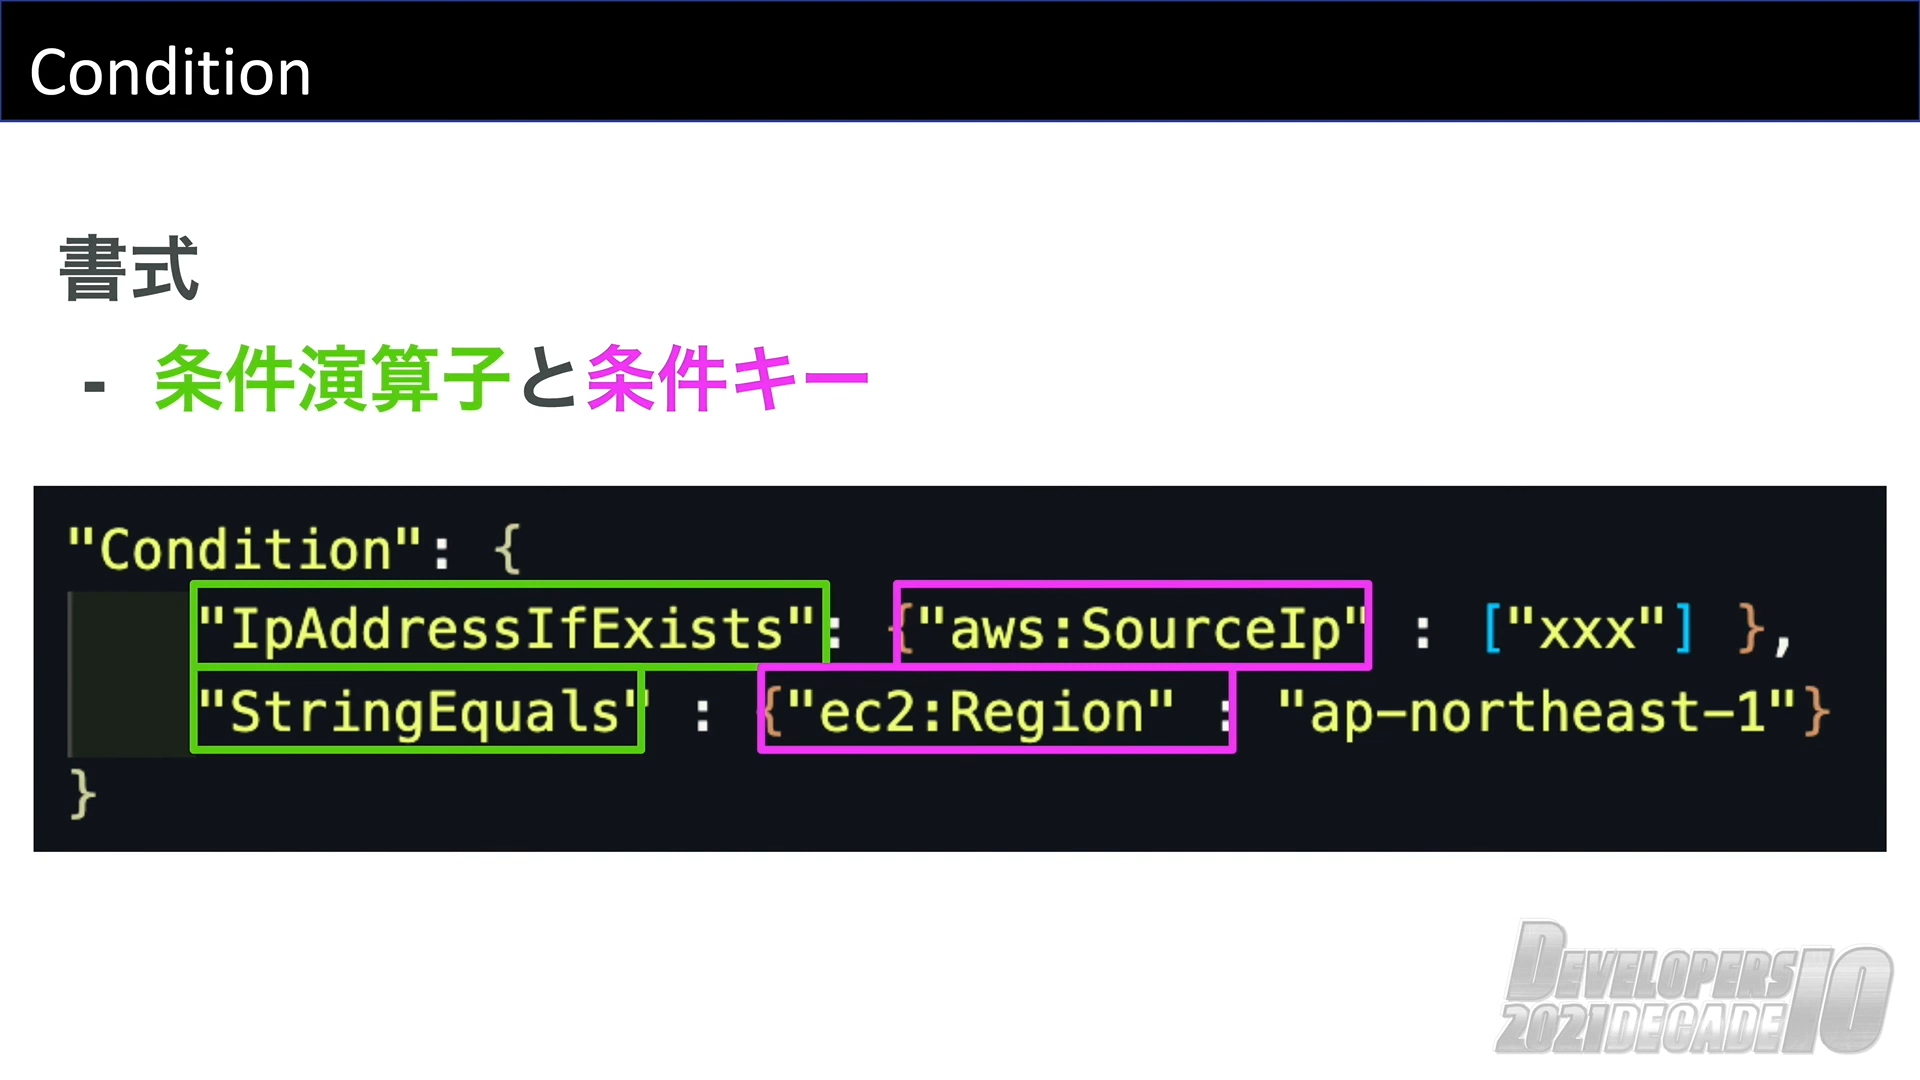 Condition
書式
- 条件演算子と条件キー
"Condition": {
"IpAddressIfExists": {"aws:SourceIp" : ["xxx"] },
"StringEquals" : {"ec2:Region" : "ap-northeast-1"}
}
DEVELOPERS
2021 DECADE 10